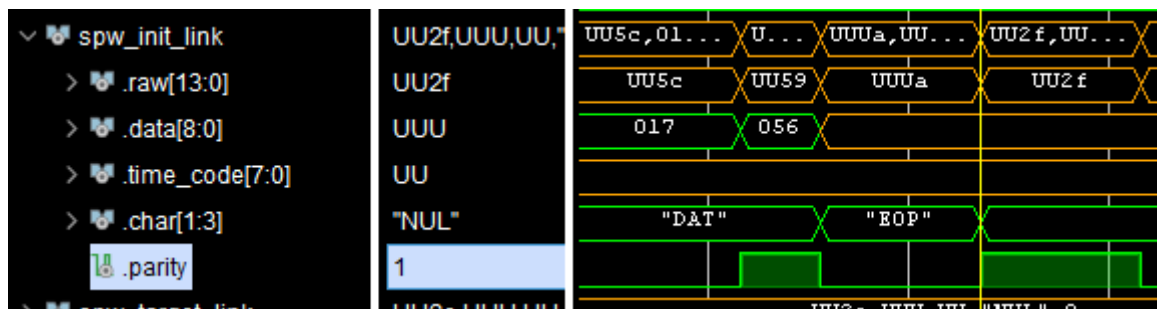 spw_init_link UU2f,UUU,UU," UU5c,01... U... UUUa,UU... UU2f,UU...
.raw[13:0] UU2f UU5c UU59 UUUa UU2f
.data[8:0] UUU 017 056
.time_code[7:0] UU
.char[1:3] "NUL" "DAT" "EOP"
.parity 1